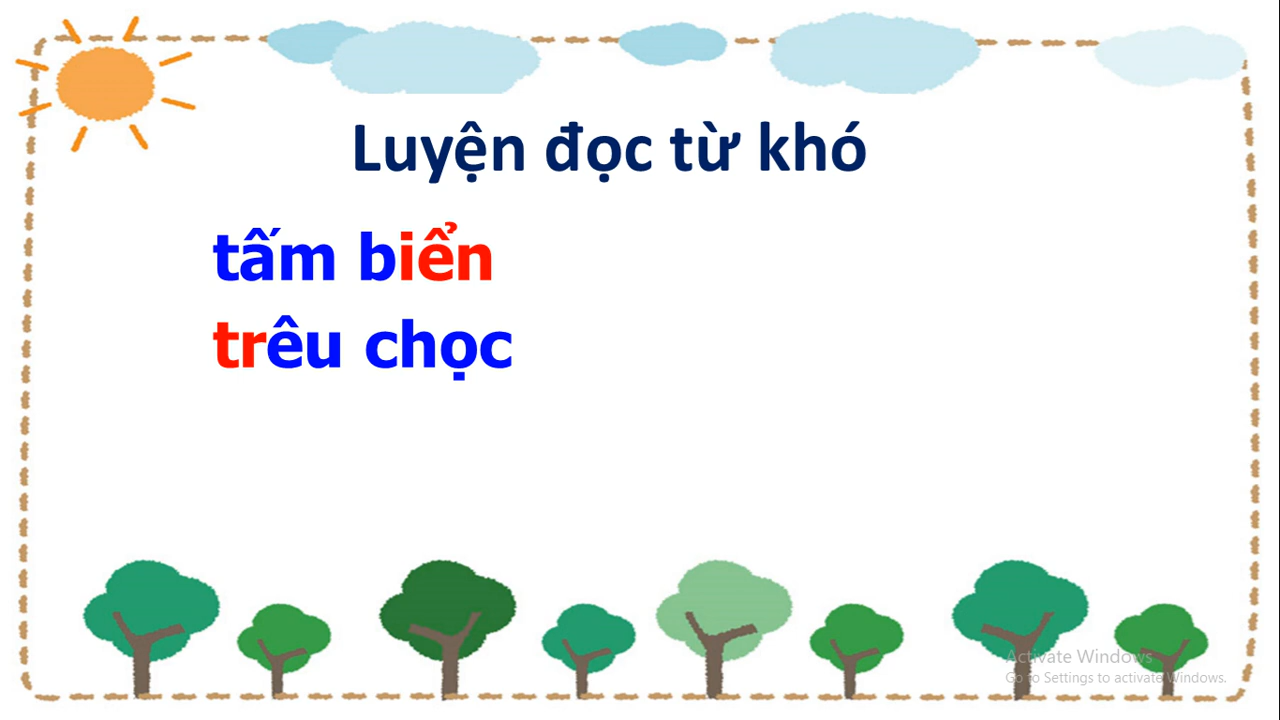 Luyện đọc từ khó
tấm biển
trêu chọc
Activate Windows
Go to Settings to activate Windows.